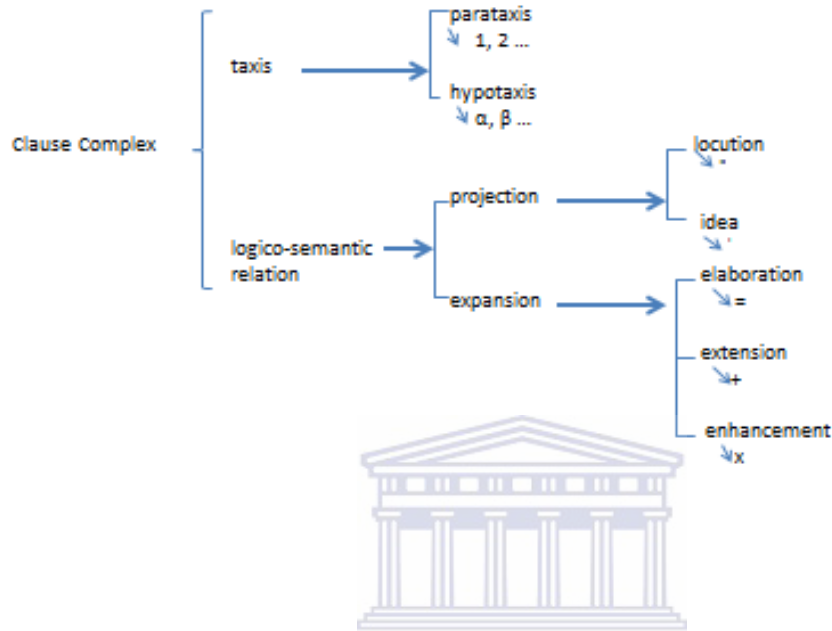 parataxis
1, 2 ...
taxis
hypotaxis
α, β ...
Clause Complex
locution
"
projection
idea
'
logico-semantic
relation
elaboration
=
expansion
extension
+
enhancement
x